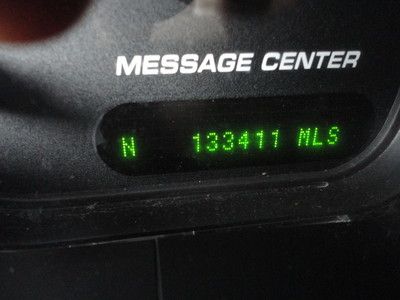 MESSAGE CENTER
N 133411 MLS